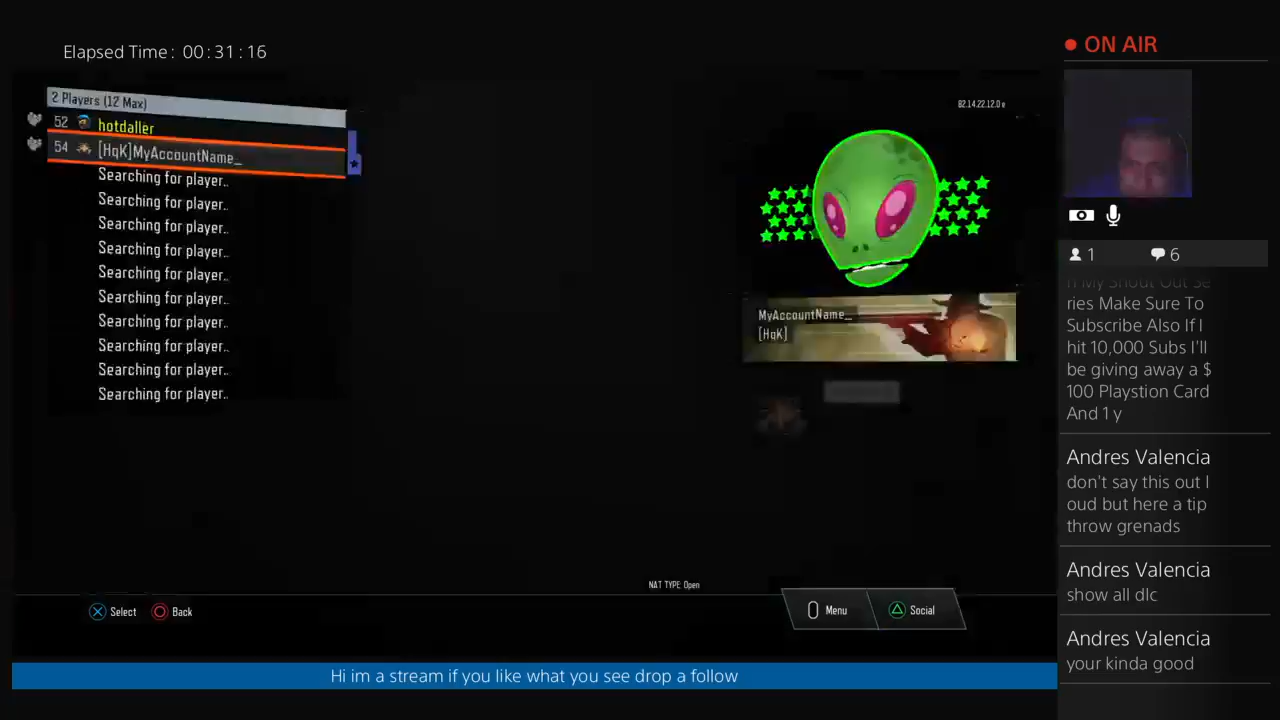 Elapsed Time: 00:31:16
ON AIR
2 Players (12 Max)
52 hotdaller
54 [HqK]MyAccountName_
Searching for player..
Searching for player..
Searching for player..
Searching for player..
Searching for player..
Searching for player..
Searching for player..
Searching for player..
Searching for player..
Searching for player..
MyAccountName_
[HqK]
NAT TYPE: Open
Select
Back
Menu
Social
Hi im a stream if you like what you see drop a follow
1
6
n My Shout Out Se
ries Make Sure To
Subscribe Also If I
hit 10,000 Subs I'll
be giving away a $
100 Playstion Card
And 1 y
Andres Valencia
don't say this out l
oud but here a tip
throw grenads
Andres Valencia
show all dlc
Andres Valencia
your kinda good